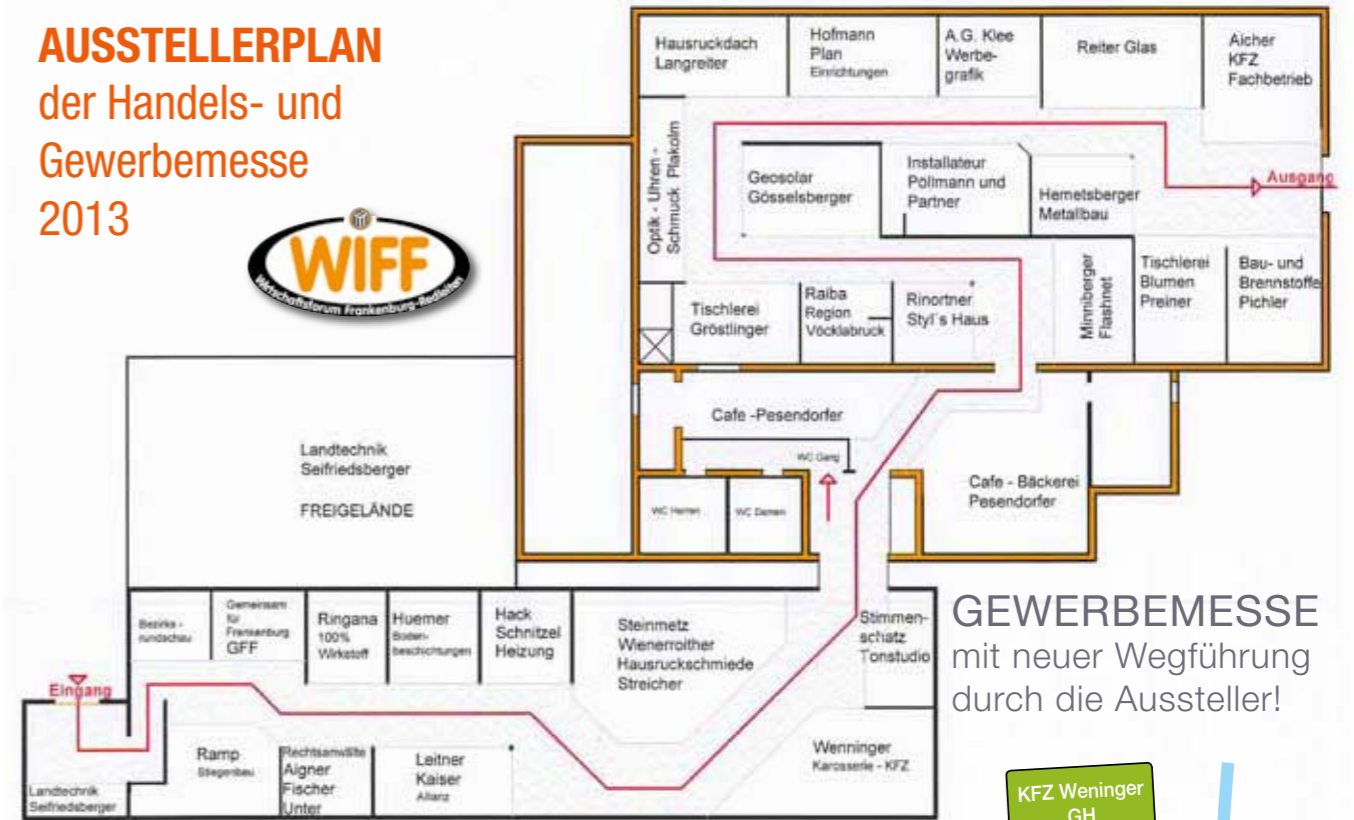 AUSSTELLERPLAN
der Handels- und
Gewerbemesse
2013
WIFF
Wirtschaftsforum Frankenburg-Redleiten
Hausruckdach
Langreiter
Hofmann
Plan
Einrichtungen
A.G. Klee
Werbe-
grafik
Reiter Glas
Aicher
KFZ
Fachbetrieb
Optik - Uhren -
Schmuck Plakolm
Geosolar
Gösselsberger
Installateur
Pöllmann und
Partner
Hemetsberger
Metallbau
Ausgang
Tischlerei
Gröstlinger
Raiba
Region
Vöcklabruck
Rinortner
Styl´s Haus
Minniberger
Flashnet
Tischlerei
Blumen
Preiner
Bau- und
Brennstoffe
Pichler
Cafe -Pesendorfer
WC Gang
WC Herren
WC Damen
Cafe - Bäckerei
Pesendorfer
Landtechnik
Seifriedsberger
FREIGELÄNDE
Bezirks -
rundschau
Gemeinsam
für
Frankenburg
GFF
Ringana
100%
Wirkstoff
Huemer
Boden-
beschichtungen
Hack
Schnitzel
Heizung
Steinmetz
Wienerroither
Hausruckschmiede
Streicher
Stimmen-
schatz
Tonstudio
Eingang
Landtechnik
Seifriedsberger
Ramp
Stiegenbau
Rechtsanwälte
Aigner
Fischer
Unter
Leitner
Kaiser
Allianz
Wenninger
Karosserie - KFZ
GEWERBEMESSE
mit neuer Wegführung
durch die Aussteller!
KFZ Weninger
GH